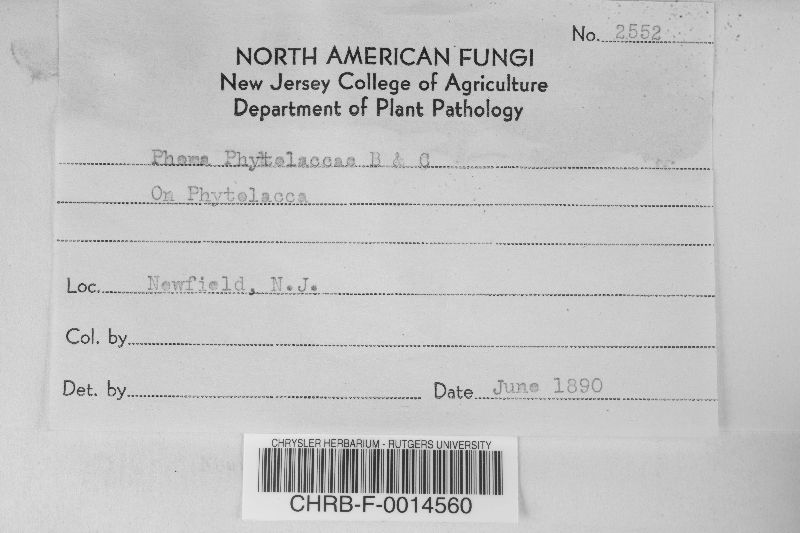 No. 2552
NORTH AMERICAN FUNGI
New Jersey College of Agriculture
Department of Plant Pathology
Phoma Phytolaccae B & C
On Phytolacca
Loc. Newfield, N.J.
Col. by
Det. by Date June 1890
CHRYSLER HERBARIUM - RUTGERS UNIVERSITY
CHRB-F-0014560